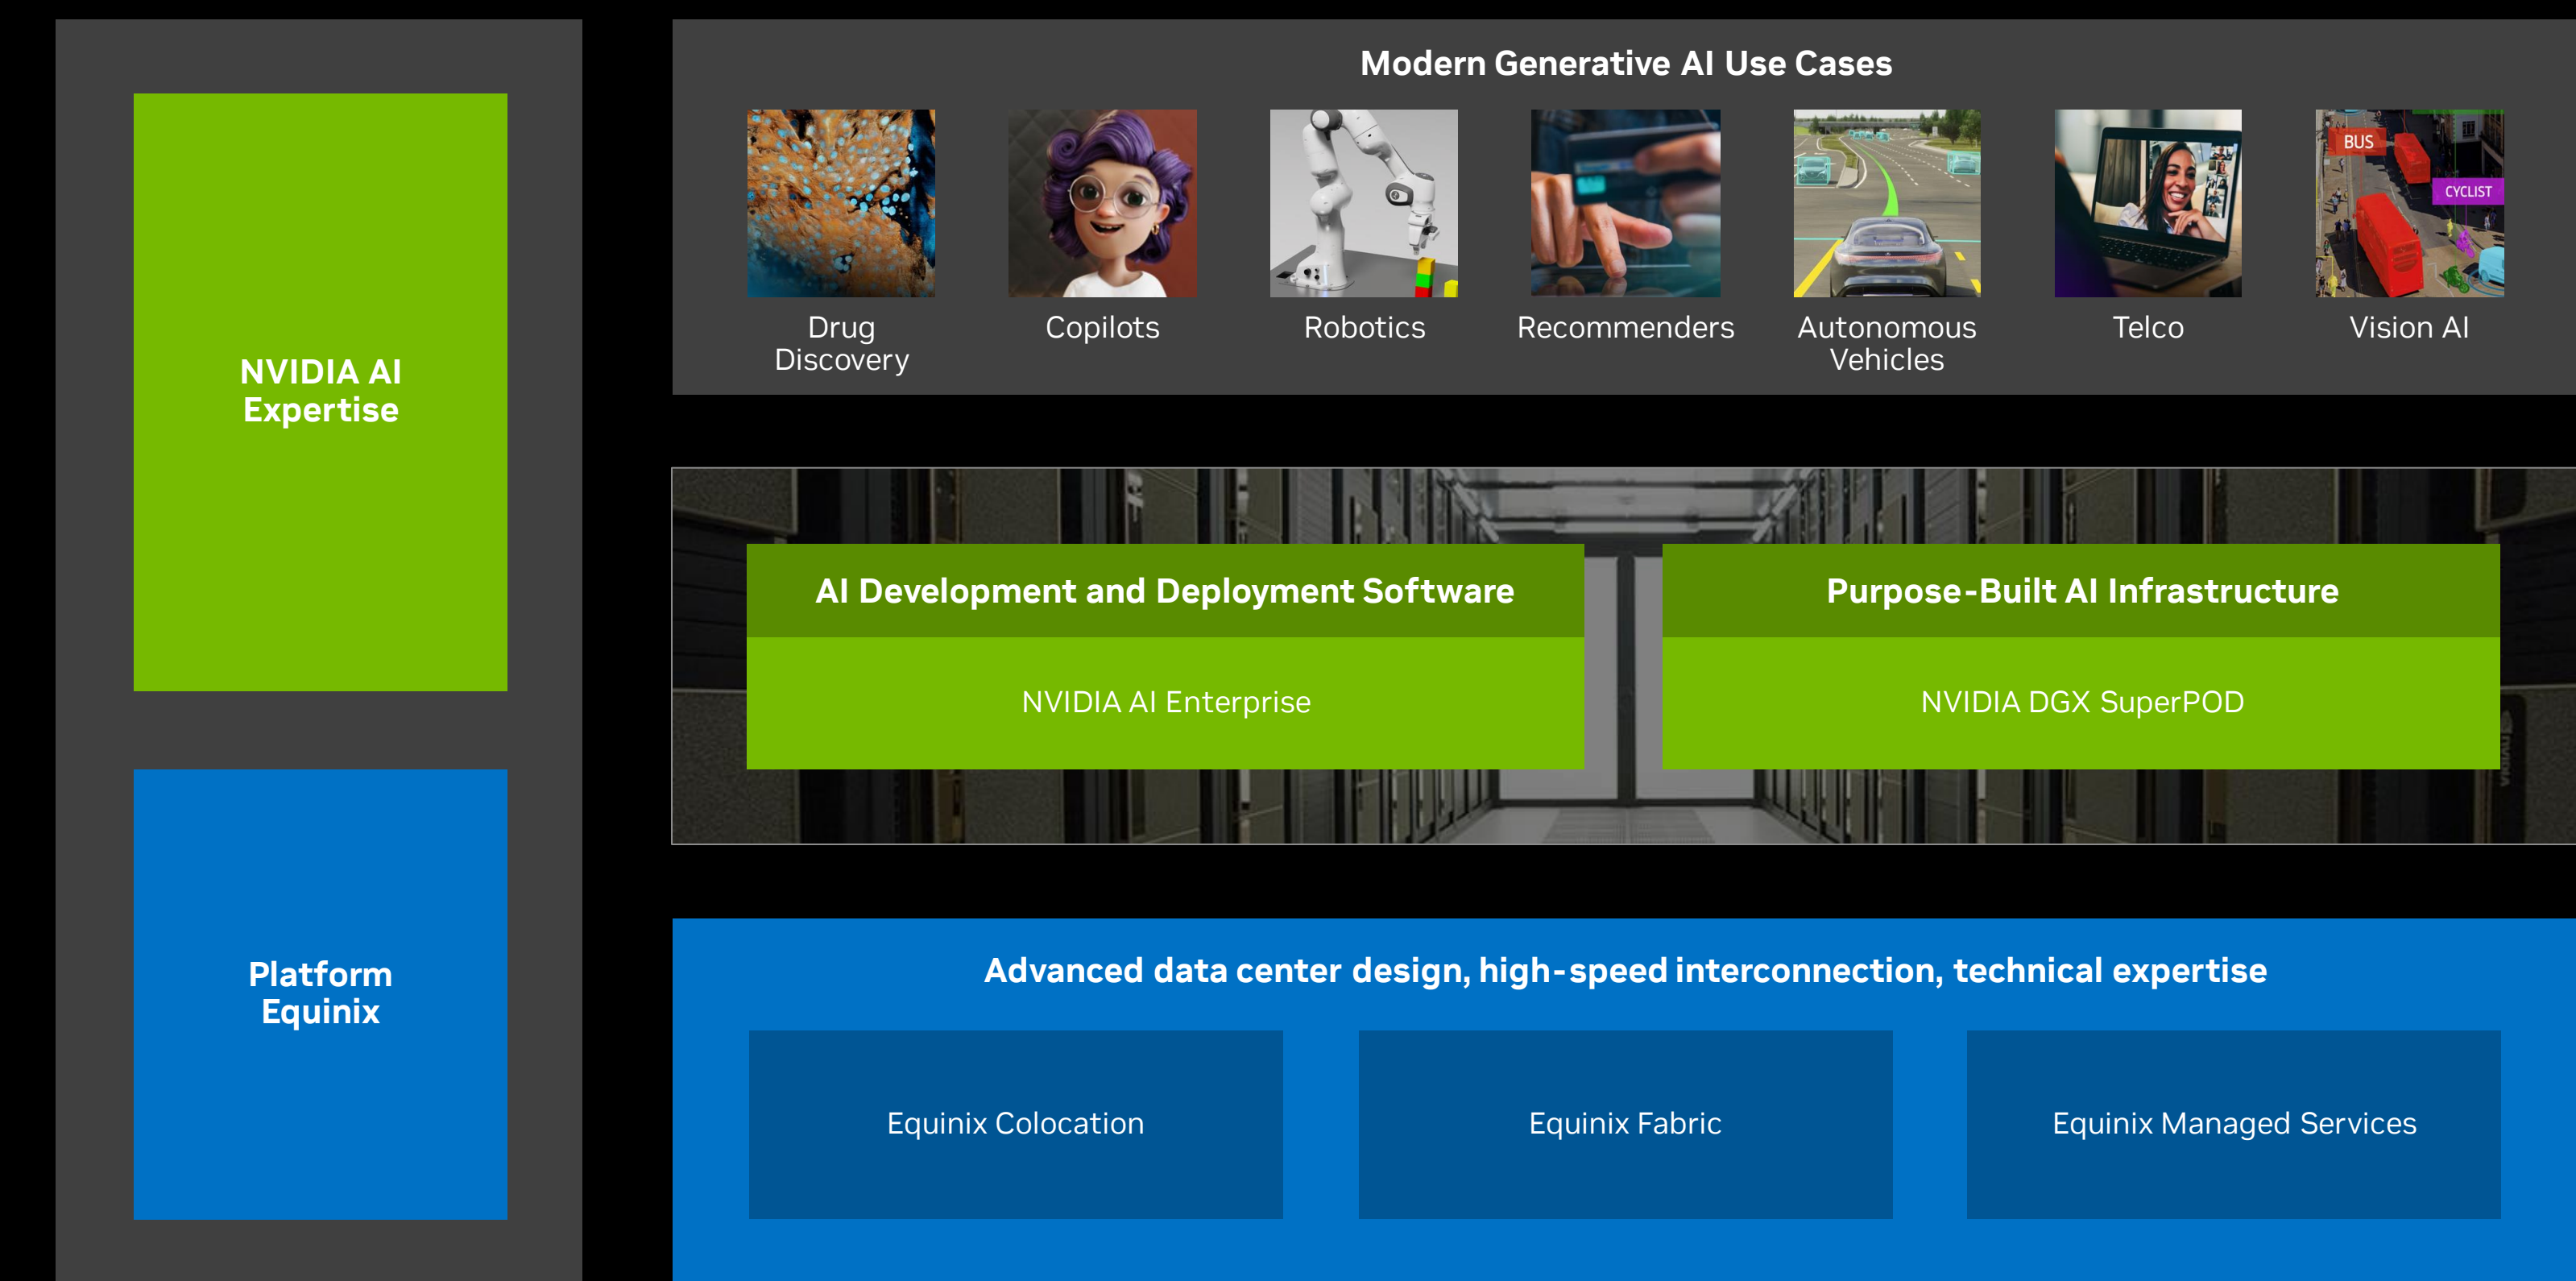 NVIDIA AI
Expertise
Platform
Equinix
Modern Generative AI Use Cases
BUS
CYCLIST
Drug
Discovery
Copilots
Robotics
Recommenders
Autonomous
Vehicles
Telco
Vision AI
AI Development and Deployment Software
NVIDIA AI Enterprise
Purpose-Built AI Infrastructure
NVIDIA DGX SuperPOD
NVIDIA
Advanced data center design, high-speed interconnection, technical expertise
Equinix Colocation
Equinix Fabric
Equinix Managed Services